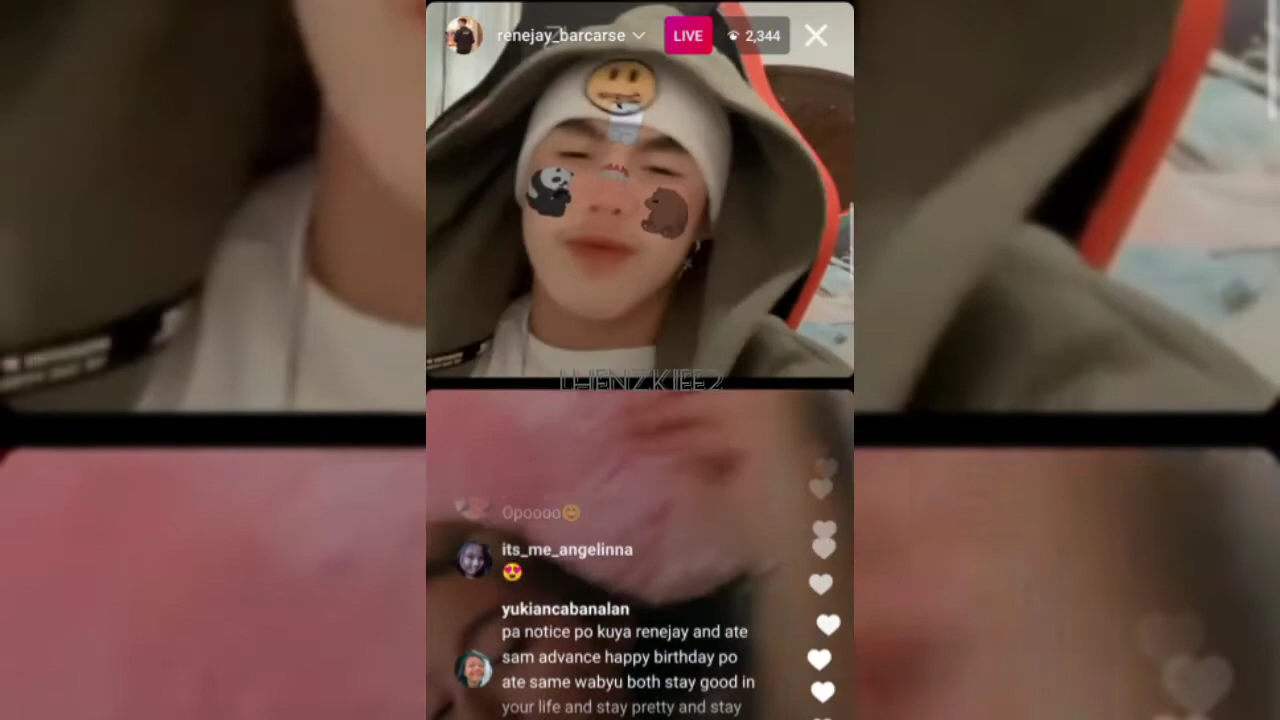 renejay_barcarse
LIVE
2,344
LHENZKIEE2
Opoooo😄
its_me_angelinna
😍
yukiancabanalan
pa notice po kuya renejay and ate
sam advance happy birthday po
ate same wabyu both stay good in
your life and stay pretty and stay